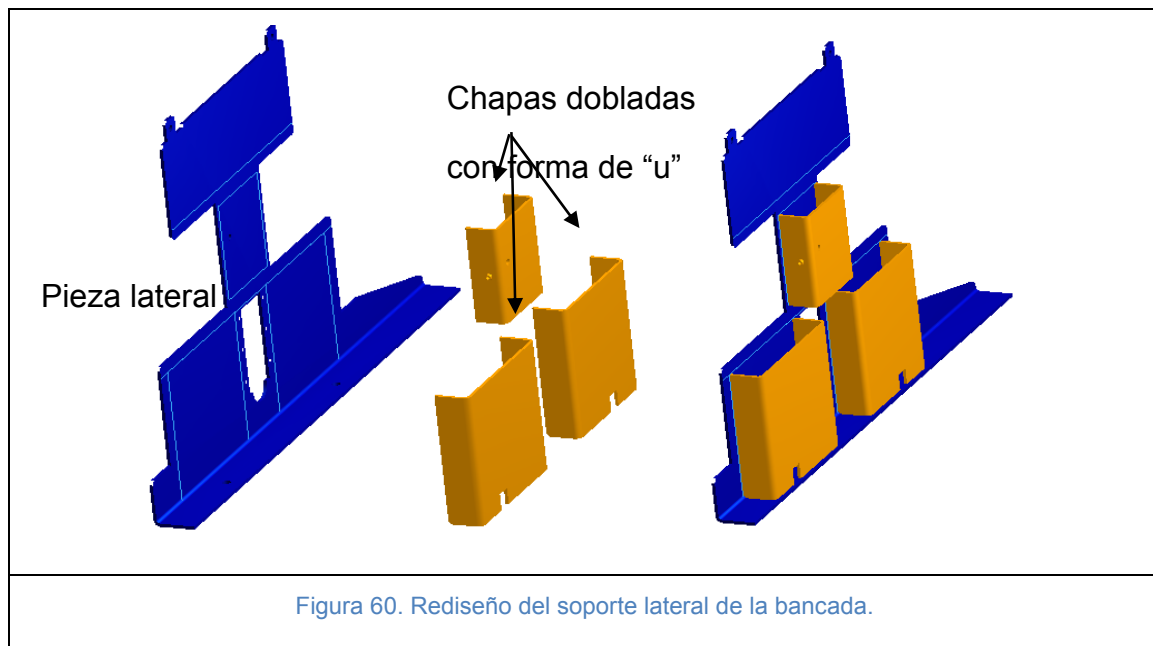 Chapas dobladas
con forma de “u”
Pieza lateral
Figura 60. Rediseño del soporte lateral de la bancada.